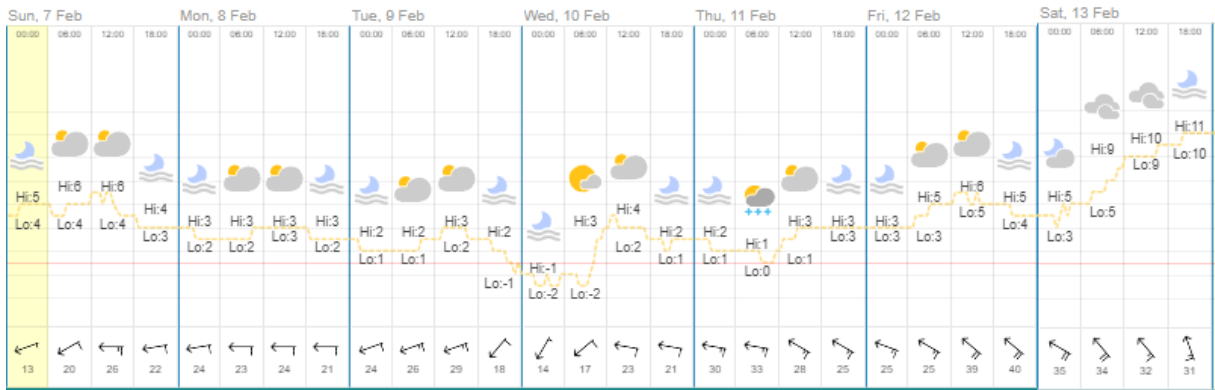 Sun, 7 Feb Mon, 8 Feb Tue, 9 Feb Wed, 10 Feb Thu, 11 Feb Fri, 12 Feb Sat, 13 Feb
00:00 06:00 12:00 18:00 00:00 06:00 12:00 18:00 00:00 06:00 12:00 18:00 00:00 06:00 12:00 18:00 00:00 06:00 12:00 18:00 00:00 06:00 12:00 18:00 00:00 06:00 12:00 18:00
Hi:5 Hi:6 Hi:6 Hi:4 Hi:3 Hi:3 Hi:3 Hi:3 Hi:2 Hi:2 Hi:3 Hi:2 Hi:-1 Hi:3 Hi:4 Hi:2 Hi:2 Hi:1 Hi:3 Hi:3 Hi:3 Hi:5 Hi:6 Hi:5 Hi:5 Hi:9 Hi:10 Hi:11
Lo:4 Lo:4 Lo:4 Lo:3 Lo:2 Lo:2 Lo:3 Lo:2 Lo:1 Lo:1 Lo:2 Lo:-1 Lo:-2 Lo:-2 Lo:2 Lo:1 Lo:1 Lo:0 Lo:1 Lo:3 Lo:3 Lo:3 Lo:5 Lo:4 Lo:3 Lo:5 Lo:9 Lo:10
13 20 26 22 24 23 24 21 24 26 29 18 14 17 23 21 30 33 28 25 25 25 39 40 35 34 32 31